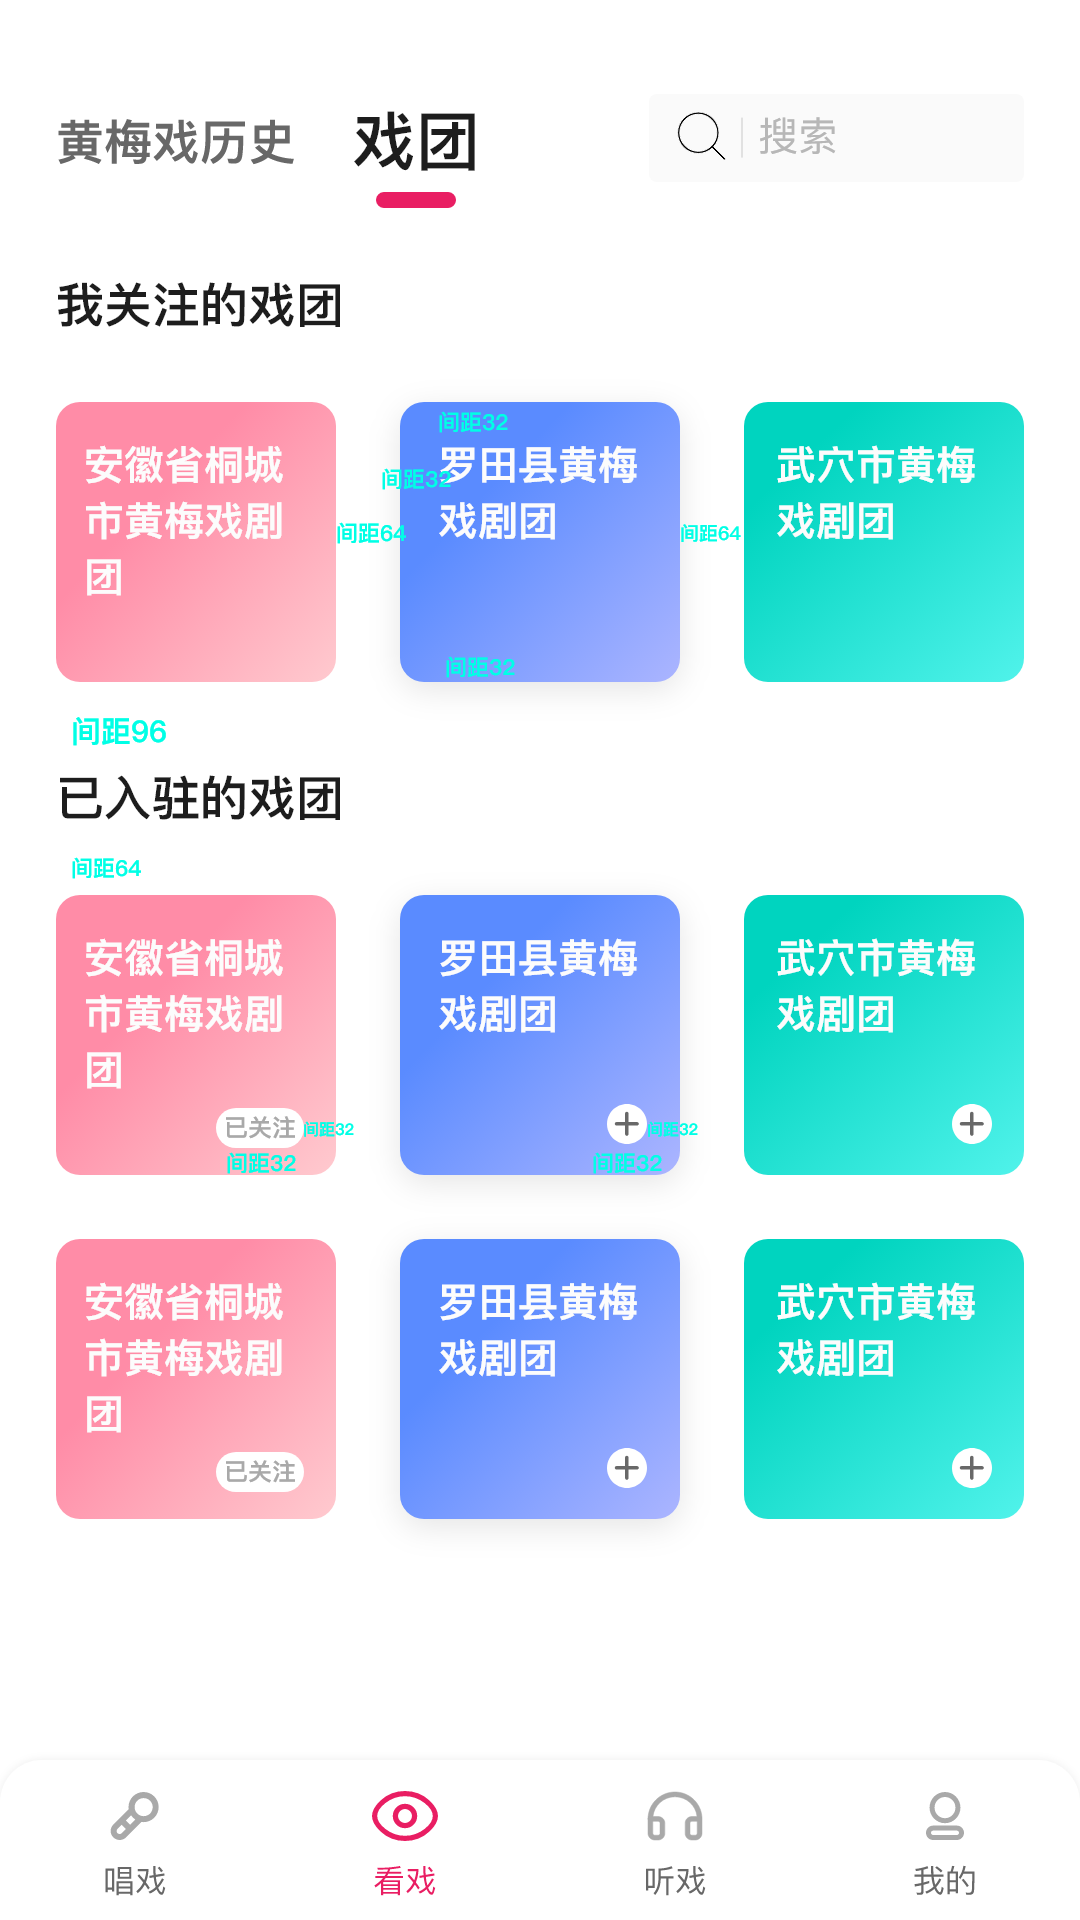 黄梅戏历史
戏团
搜索
我关注的戏团
安徽省桐城
市黄梅戏剧
团
间距64
间距32
间距32
罗田县黄梅
戏剧团
间距32
间距64
武穴市黄梅
戏剧团
间距96
已入驻的戏团
间距64
安徽省桐城
市黄梅戏剧
团
已关注
间距32
间距32
罗田县黄梅
戏剧团
间距32
间距32
武穴市黄梅
戏剧团
安徽省桐城
市黄梅戏剧
团
已关注
罗田县黄梅
戏剧团
武穴市黄梅
戏剧团
唱戏
看戏
听戏
我的